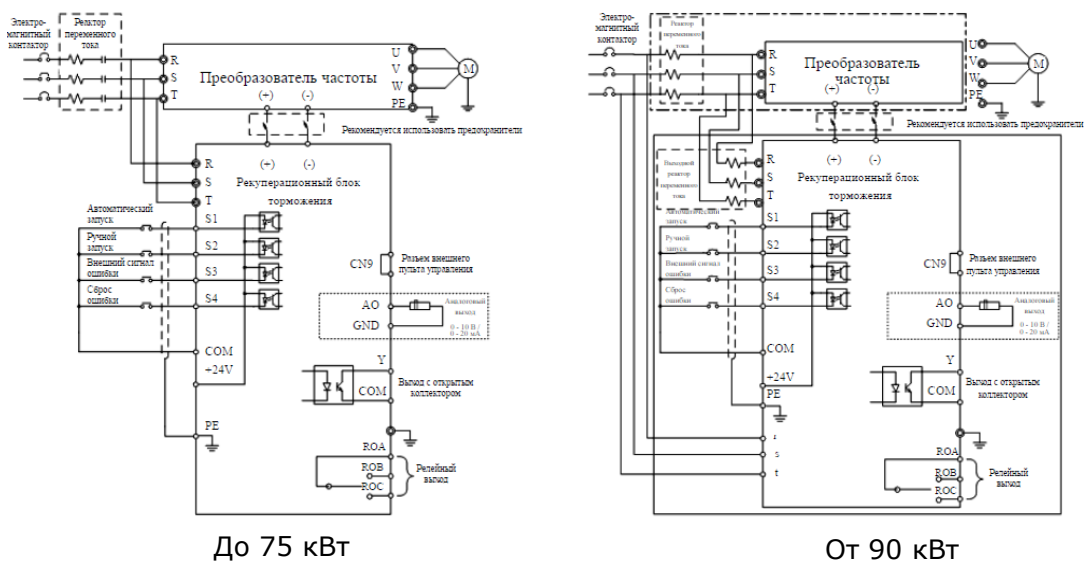 Электро-
магнитный
контактор
Реактор
переменного
тока
Преобразователь частоты
R
S
T
(+)
(-)
U
V
W
PE
M
Рекомендуется использовать предохранители
R
S
T
(+)
(-)
Рекуперационный блок
торможения
Автоматический
запуск
S1
Ручной
запуск
S2
Внешний сигнал
ошибки
S3
Сброс
ошибки
S4
CN9
Разъем внешнего
пульта управления
AO
GND
Аналоговый
выход
0 - 10 В /
0 - 20 мА
COM
+24V
Y
COM
Выход с открытым
коллектором
PE
ROA
ROB
ROC
Релейный
выход
До 75 кВт
Электро-
магнитный
контактор
Реактор
переменного
тока
Преобразователь
частоты
R
S
T
(+)
(-)
U
V
W
PE
M
Рекомендуется использовать предохранители
Выходной
реактор
переменного
тока
R
S
T
(+)
(-)
Рекуперационный блок
торможения
Автоматический
запуск
S1
Ручной
запуск
S2
Внешний сигнал
ошибки
S3
Сброс
ошибки
S4
CN9
Разъем внешнего
пульта управления
AO
GND
Аналоговый
выход
0 - 10 В /
0 - 20 мА
COM
+24V
PE
Y
COM
Выход с открытым
коллектором
r
s
t
ROA
ROB
ROC
Релейный
выход
От 90 кВт